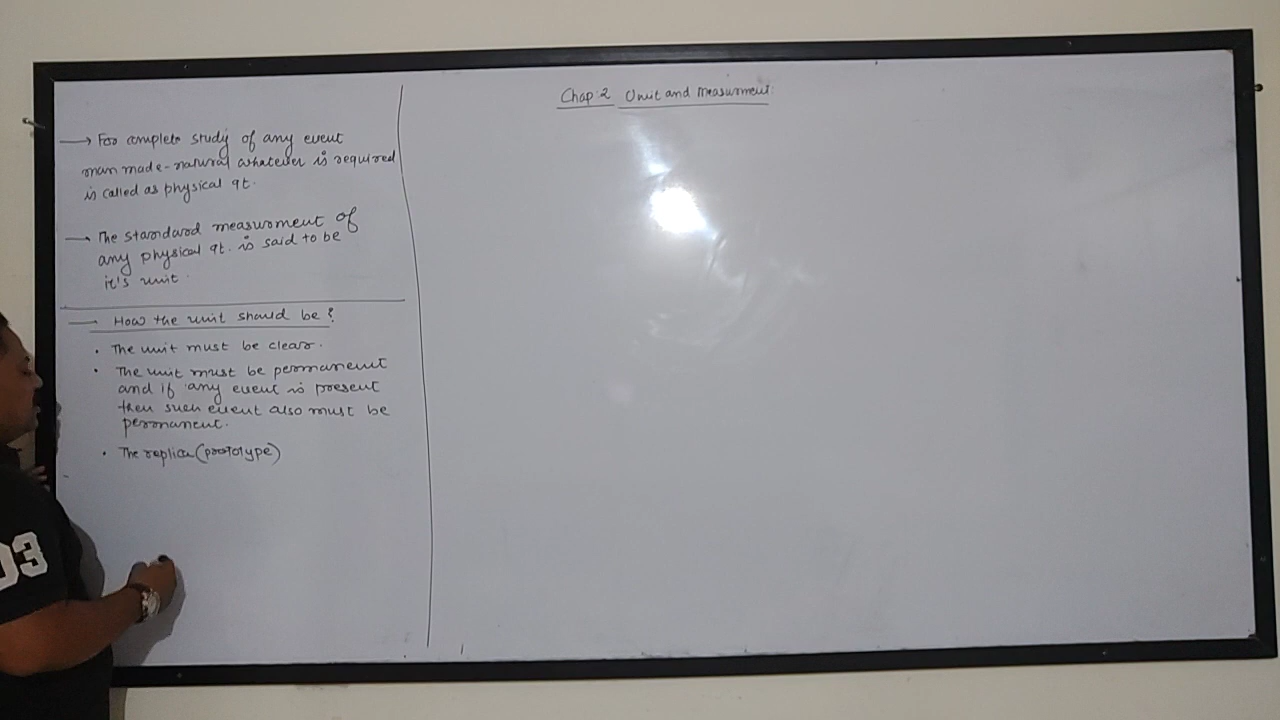 Chap:2 Unit and Measurment:
→ For complete study of any event
man made-natural whatever is required
is called as physical qt.
→ The standard measurment of
any physical qt. is said to be
it's unit.
— How the unit should be?
• The unit must be clear.
• The unit must be permanent
and if any event is present
then such event also must be
permanent.
• The replica(prototype)
03